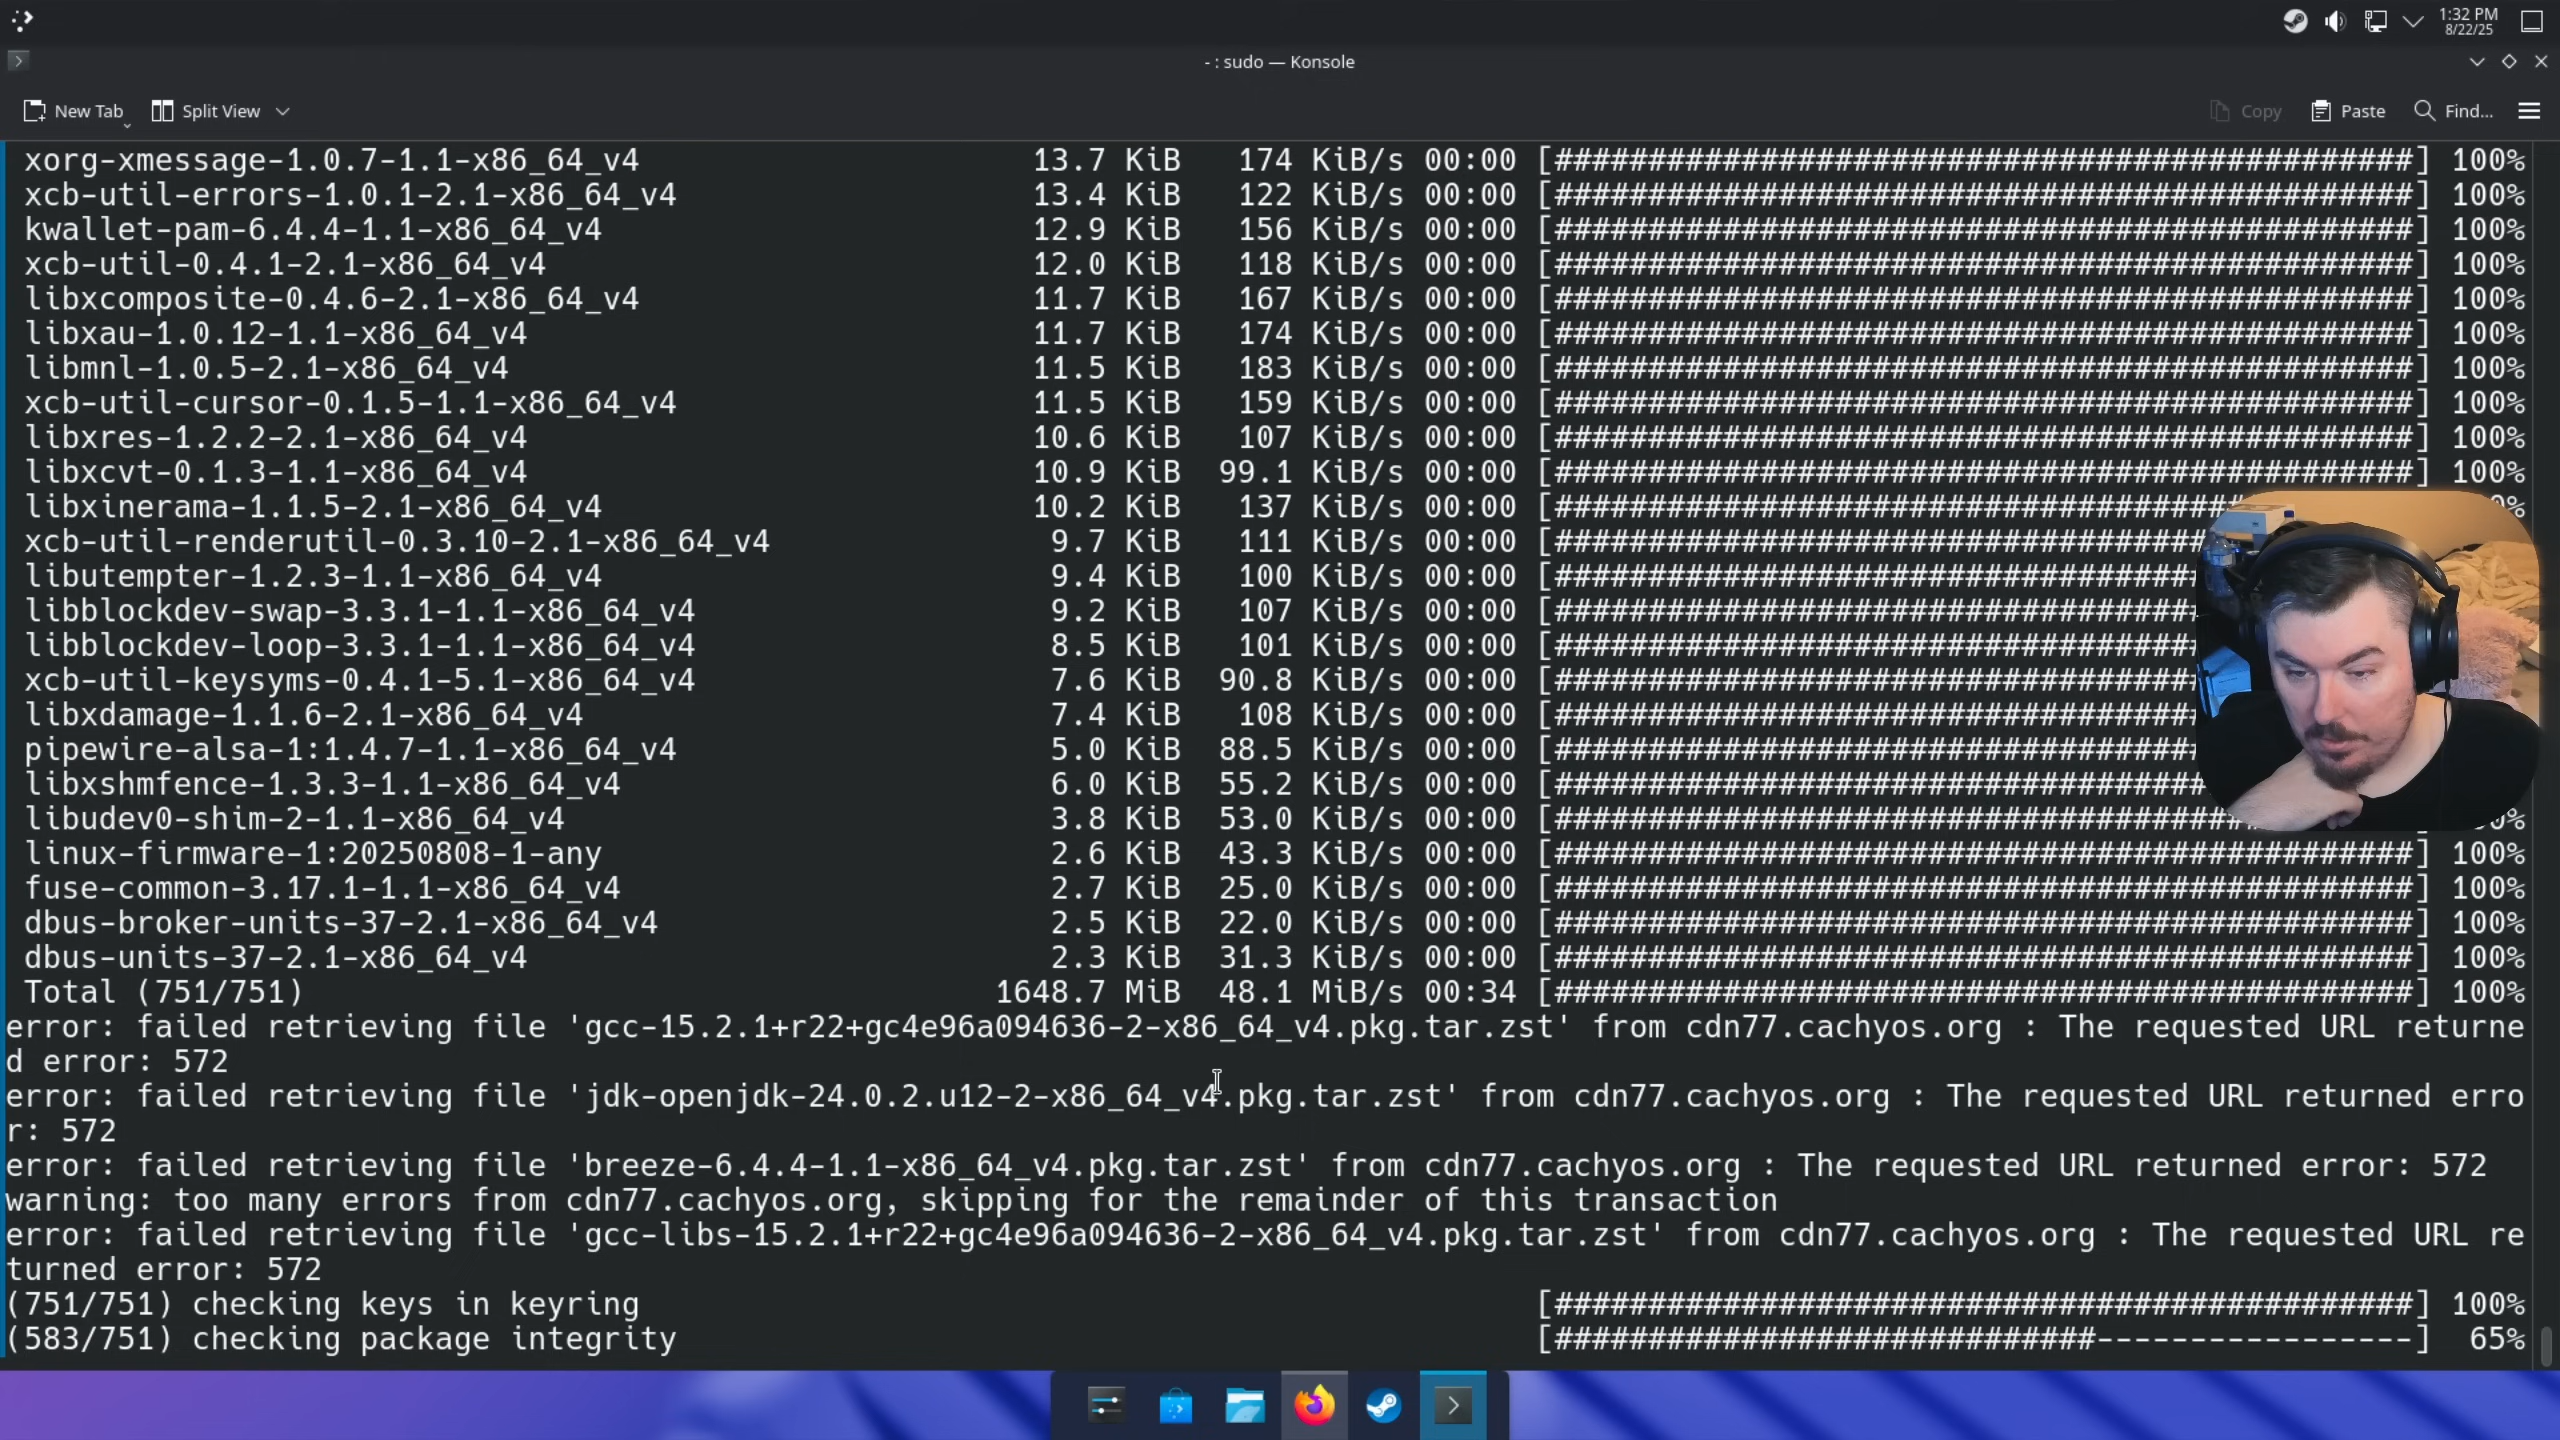 1:32 PM
8/22/25
- : sudo — Konsole
New Tab
Split View
Copy
Paste
Find...
xorg-xmessage-1.0.7-1.1-x86_64_v4 13.7 KiB 174 KiB/s 00:00 [##############################################] 100%
xcb-util-errors-1.0.1-2.1-x86_64_v4 13.4 KiB 122 KiB/s 00:00 [##############################################] 100%
kwallet-pam-6.4.4-1.1-x86_64_v4 12.9 KiB 156 KiB/s 00:00 [##############################################] 100%
xcb-util-0.4.1-2.1-x86_64_v4 12.0 KiB 118 KiB/s 00:00 [##############################################] 100%
libxcomposite-0.4.6-2.1-x86_64_v4 11.7 KiB 167 KiB/s 00:00 [##############################################] 100%
libxau-1.0.12-1.1-x86_64_v4 11.7 KiB 174 KiB/s 00:00 [##############################################] 100%
libmnl-1.0.5-2.1-x86_64_v4 11.5 KiB 183 KiB/s 00:00 [##############################################] 100%
xcb-util-cursor-0.1.5-1.1-x86_64_v4 11.5 KiB 159 KiB/s 00:00 [##############################################] 100%
libxres-1.2.2-2.1-x86_64_v4 10.6 KiB 107 KiB/s 00:00 [##############################################] 100%
libxcvt-0.1.3-1.1-x86_64_v4 10.9 KiB 99.1 KiB/s 00:00 [##############################################] 100%
libxinerama-1.1.5-2.1-x86_64_v4 10.2 KiB 137 KiB/s 00:00 [####################################
xcb-util-renderutil-0.3.10-2.1-x86_64_v4 9.7 KiB 111 KiB/s 00:00 [##################################
libutempter-1.2.3-1.1-x86_64_v4 9.4 KiB 100 KiB/s 00:00 [##################################
libblockdev-swap-3.3.1-1.1-x86_64_v4 9.2 KiB 107 KiB/s 00:00 [##################################
libblockdev-loop-3.3.1-1.1-x86_64_v4 8.5 KiB 101 KiB/s 00:00 [##################################
xcb-util-keysyms-0.4.1-5.1-x86_64_v4 7.6 KiB 90.8 KiB/s 00:00 [##################################
libxdamage-1.1.6-2.1-x86_64_v4 7.4 KiB 108 KiB/s 00:00 [##################################
pipewire-alsa-1:1.4.7-1.1-x86_64_v4 5.0 KiB 88.5 KiB/s 00:00 [##################################
libxshmfence-1.3.3-1.1-x86_64_v4 6.0 KiB 55.2 KiB/s 00:00 [##################################
libudev0-shim-2-1.1-x86_64_v4 3.8 KiB 53.0 KiB/s 00:00 [####################################
linux-firmware-1:20250808-1-any 2.6 KiB 43.3 KiB/s 00:00 [##############################################] 100%
fuse-common-3.17.1-1.1-x86_64_v4 2.7 KiB 25.0 KiB/s 00:00 [##############################################] 100%
dbus-broker-units-37-2.1-x86_64_v4 2.5 KiB 22.0 KiB/s 00:00 [##############################################] 100%
dbus-units-37-2.1-x86_64_v4 2.3 KiB 31.3 KiB/s 00:00 [##############################################] 100%
Total (751/751) 1648.7 MiB 48.1 MiB/s 00:34 [##############################################] 100%
error: failed retrieving file 'gcc-15.2.1+r22+gc4e96a094636-2-x86_64_v4.pkg.tar.zst' from cdn77.cachyos.org : The requested URL returne
d error: 572
error: failed retrieving file 'jdk-openjdk-24.0.2.u12-2-x86_64_v4.pkg.tar.zst' from cdn77.cachyos.org : The requested URL returned erro
r: 572
error: failed retrieving file 'breeze-6.4.4-1.1-x86_64_v4.pkg.tar.zst' from cdn77.cachyos.org : The requested URL returned error: 572
warning: too many errors from cdn77.cachyos.org, skipping for the remainder of this transaction
error: failed retrieving file 'gcc-libs-15.2.1+r22+gc4e96a094636-2-x86_64_v4.pkg.tar.zst' from cdn77.cachyos.org : The requested URL re
turned error: 572
(751/751) checking keys in keyring [##############################################] 100%
(583/751) checking package integrity [#############################-----------------] 65%